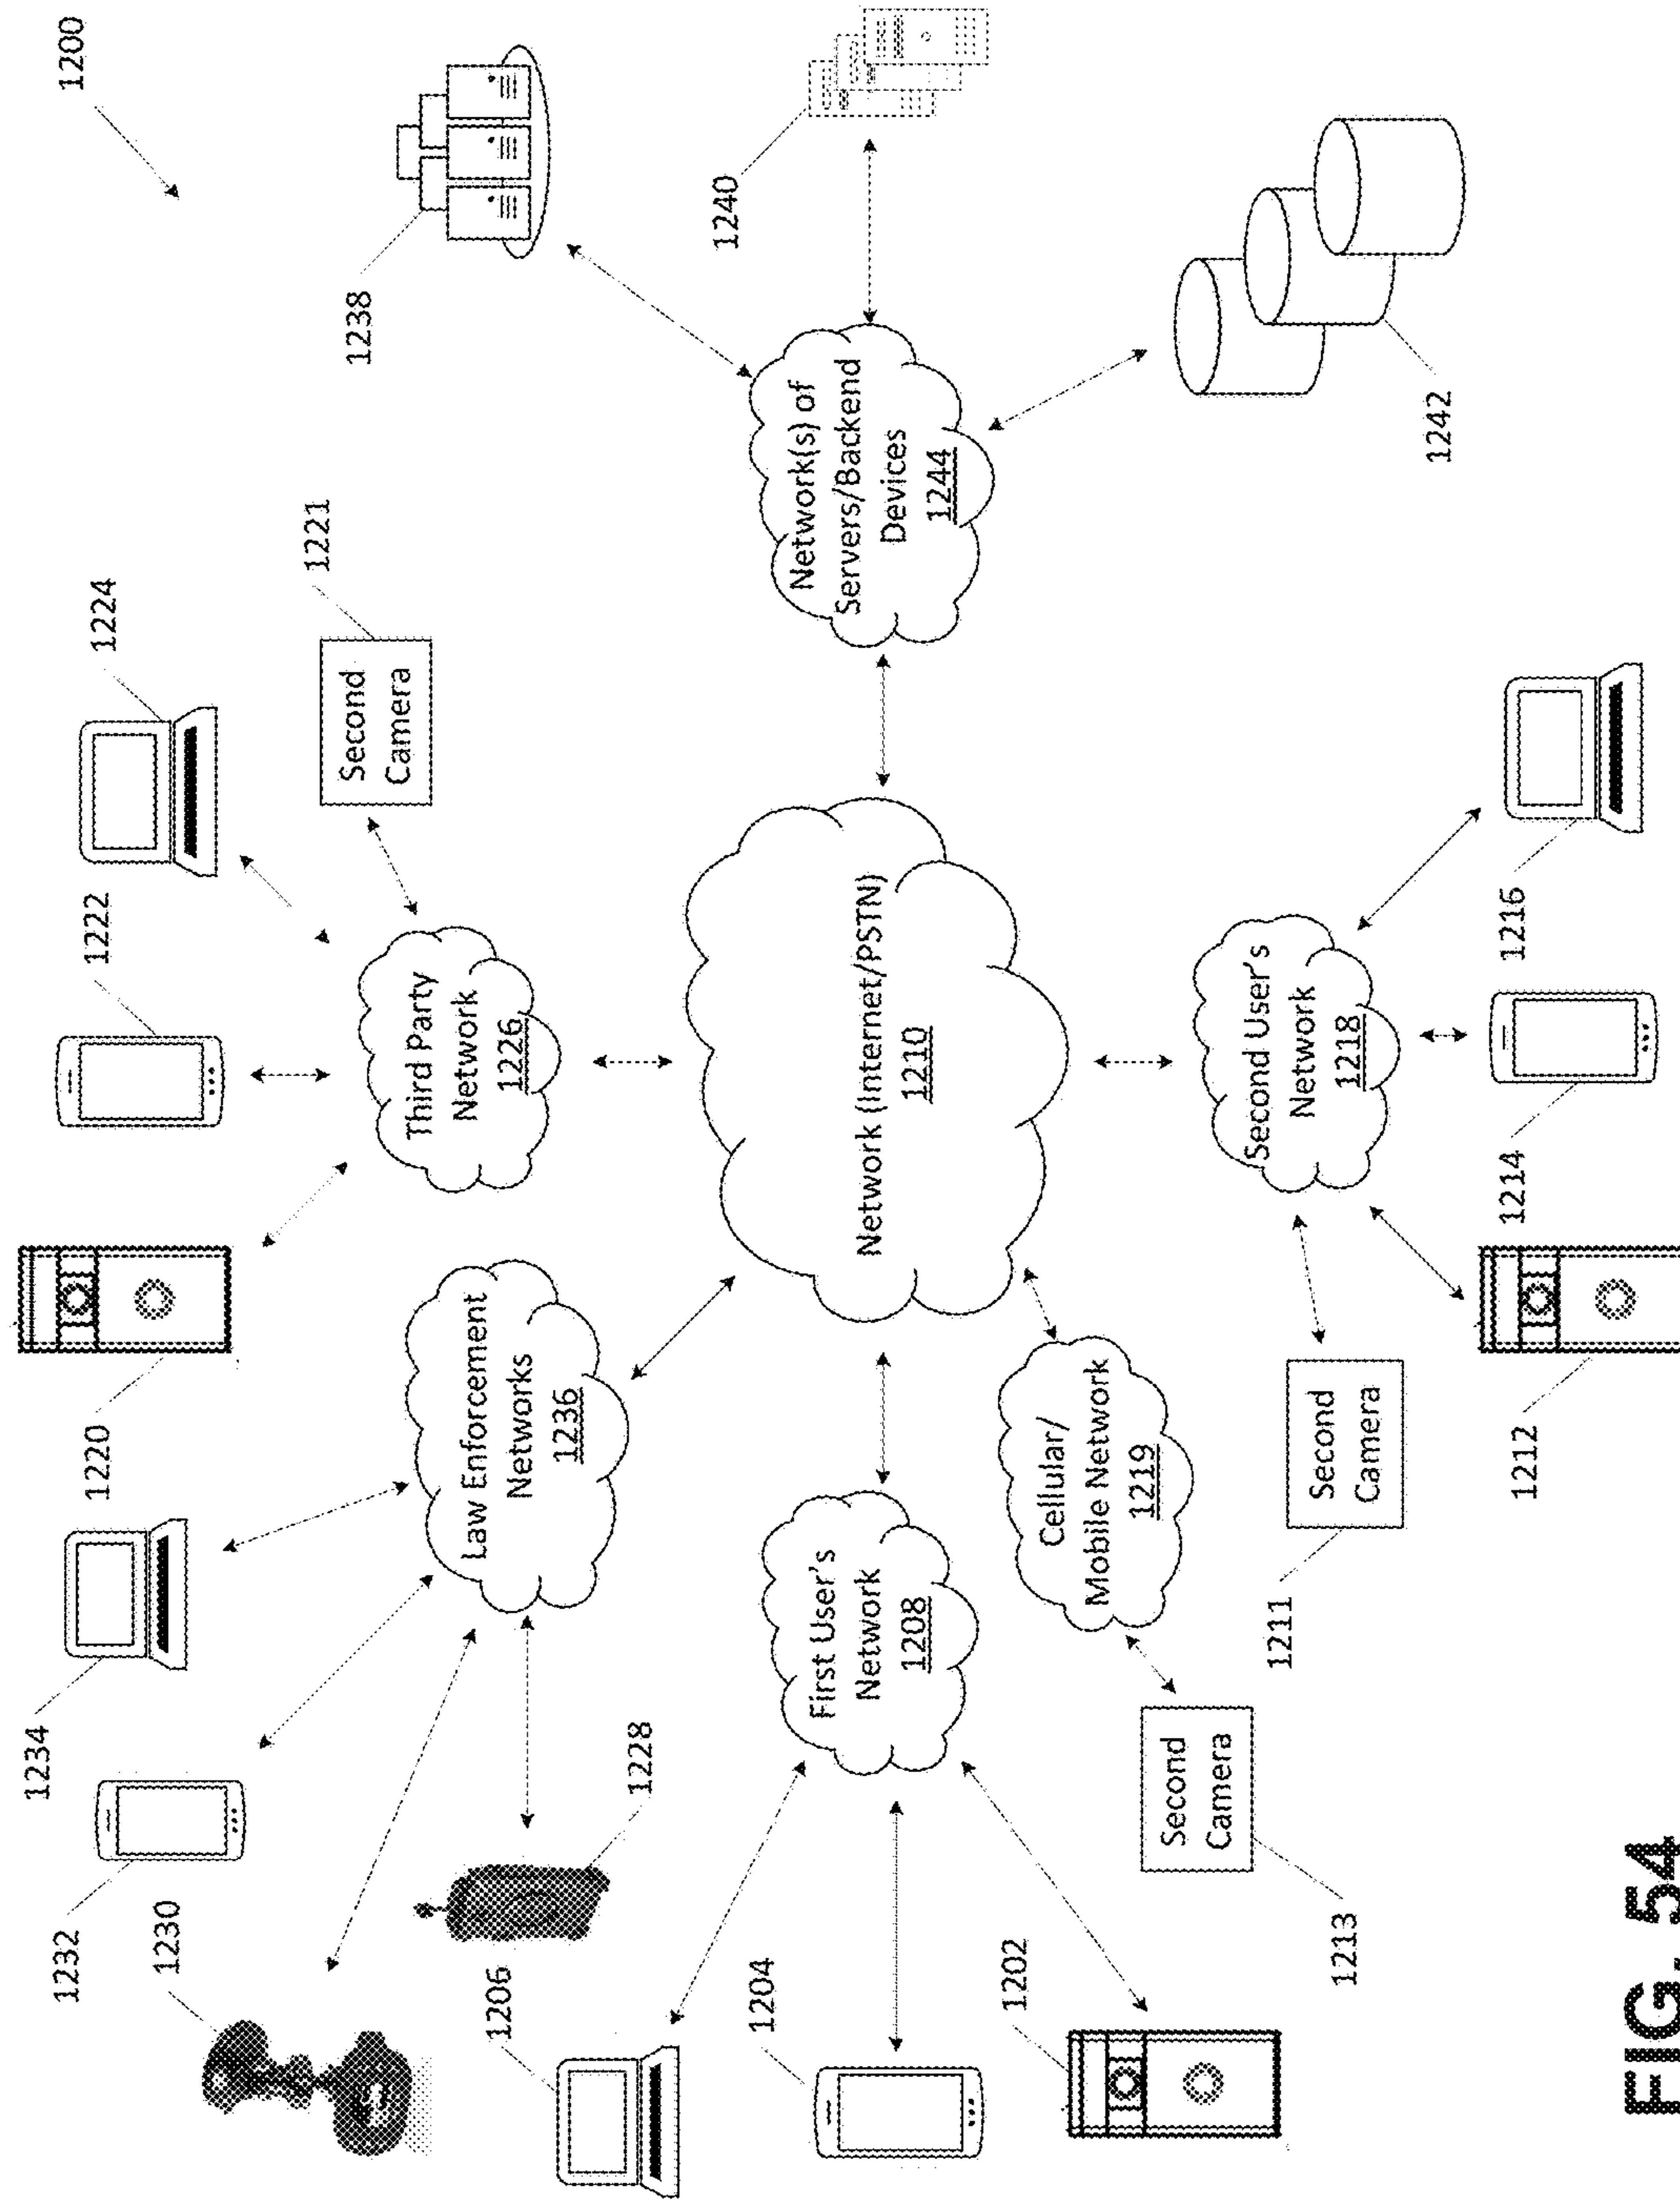 1200
1238
1240
1242
Network(s) of
Servers/Backend
Devices
1244
1221
Second
Camera
1224
1222
Third Party
Network
1226
1220
Network (Internet/PSTN)
1210
Second User's
Network
1218
1216
1214
1212
Second
Camera
1211
Law Enforcement
Networks
1236
1234
1232
1230
1228
First User's
Network
1208
1206
1204
1202
Cellular/
Mobile Network
1219
Second
Camera
1213
FIG. 54